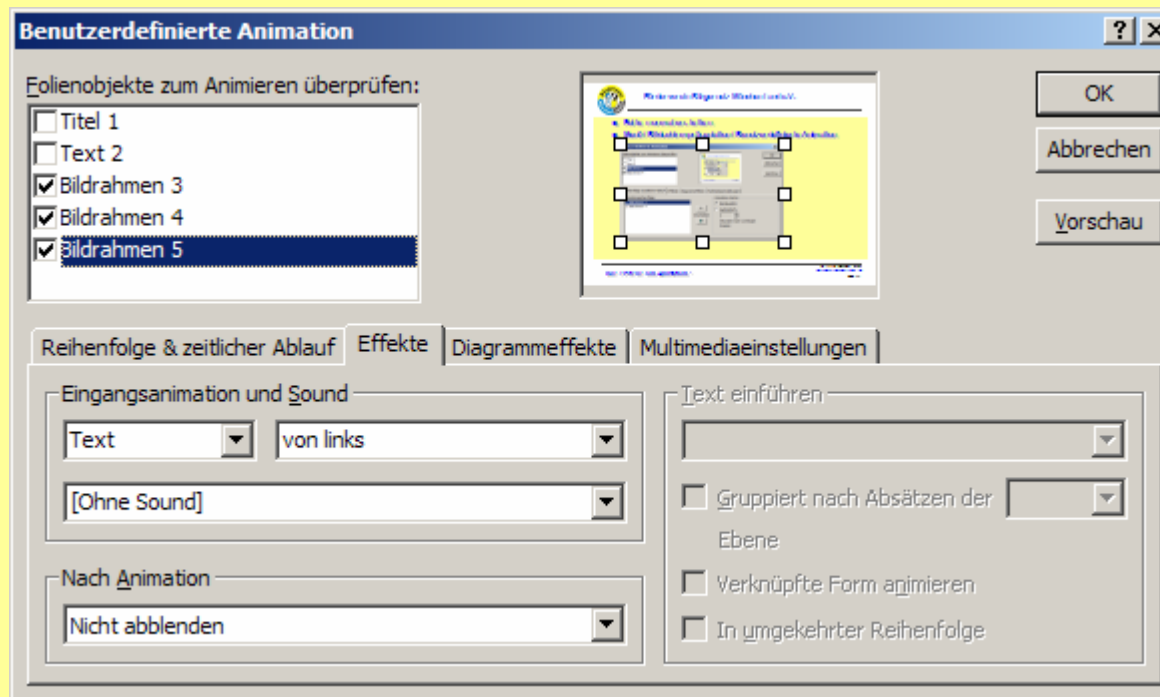 Benutzerdefinierte Animation
Folienobjekte zum Animieren überprüfen:
Titel 1
Text 2
Bildrahmen 3
Bildrahmen 4
Bildrahmen 5
OK
Abbrechen
Vorschau
Reihenfolge & zeitlicher Ablauf
Effekte
Diagrammeffekte
Multimediaeinstellungen
Eingangsanimation und Sound
Text
von links
[Ohne Sound]
Nach Animation
Nicht abblenden
Text einführen
Gruppiert nach Absätzen der
Ebene
Verknüpfte Form animieren
In umgekehrter Reihenfolge